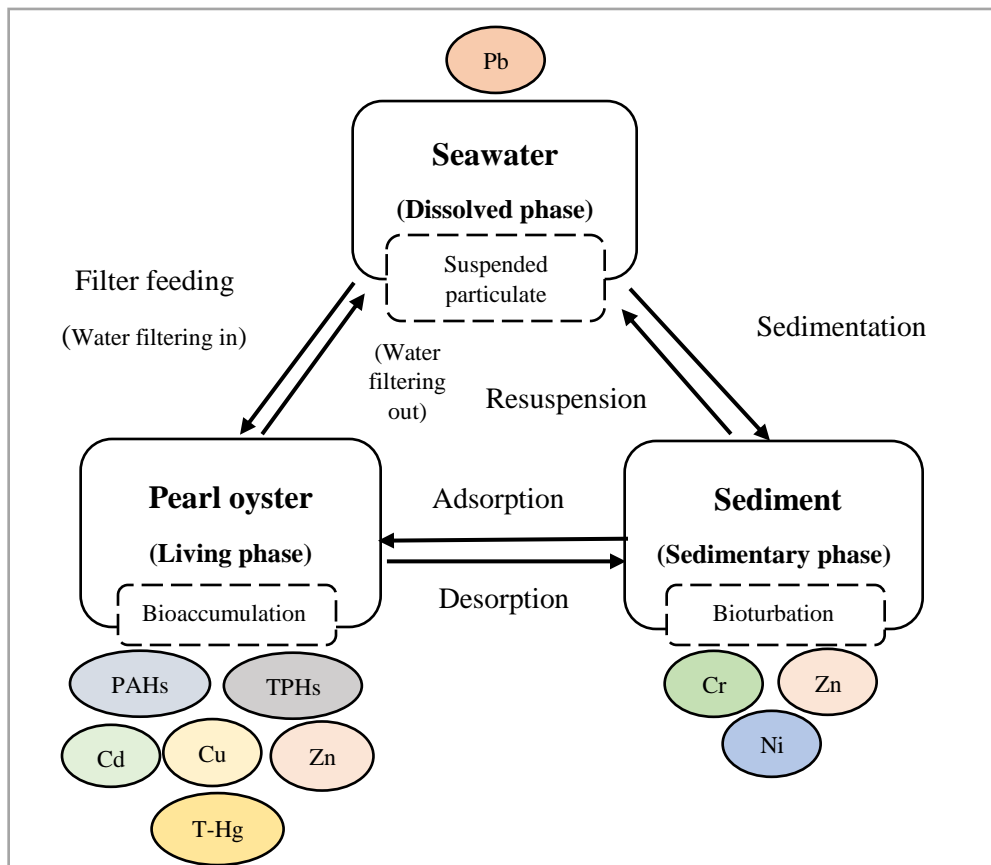 Pb
Seawater
(Dissolved phase)
Suspended
particulate
Filter feeding
(Water filtering in)
(Water
filtering
out)
Sedimentation
Resuspension
Pearl oyster
(Living phase)
Bioaccumulation
Adsorption
Desorption
Sediment
(Sedimentary phase)
Bioturbation
PAHs
TPHs
Cd
Cu
Zn
T-Hg
Cr
Zn
Ni